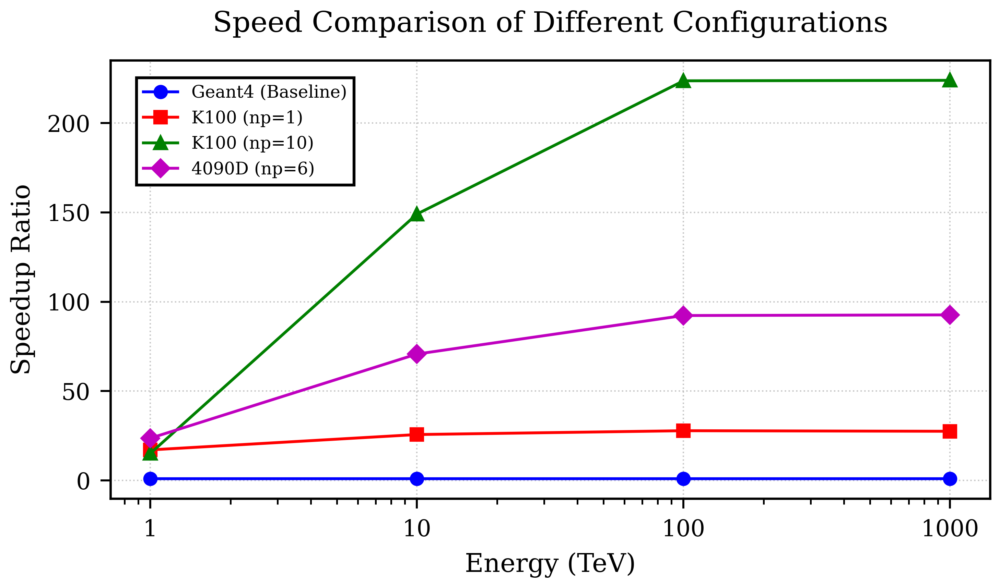 Speed Comparison of Different Configurations
Geant4 (Baseline)
K100 (np=1)
K100 (np=10)
4090D (np=6)
Speedup Ratio
200
150
100
50
0
1 10 100 1000
Energy (TeV)